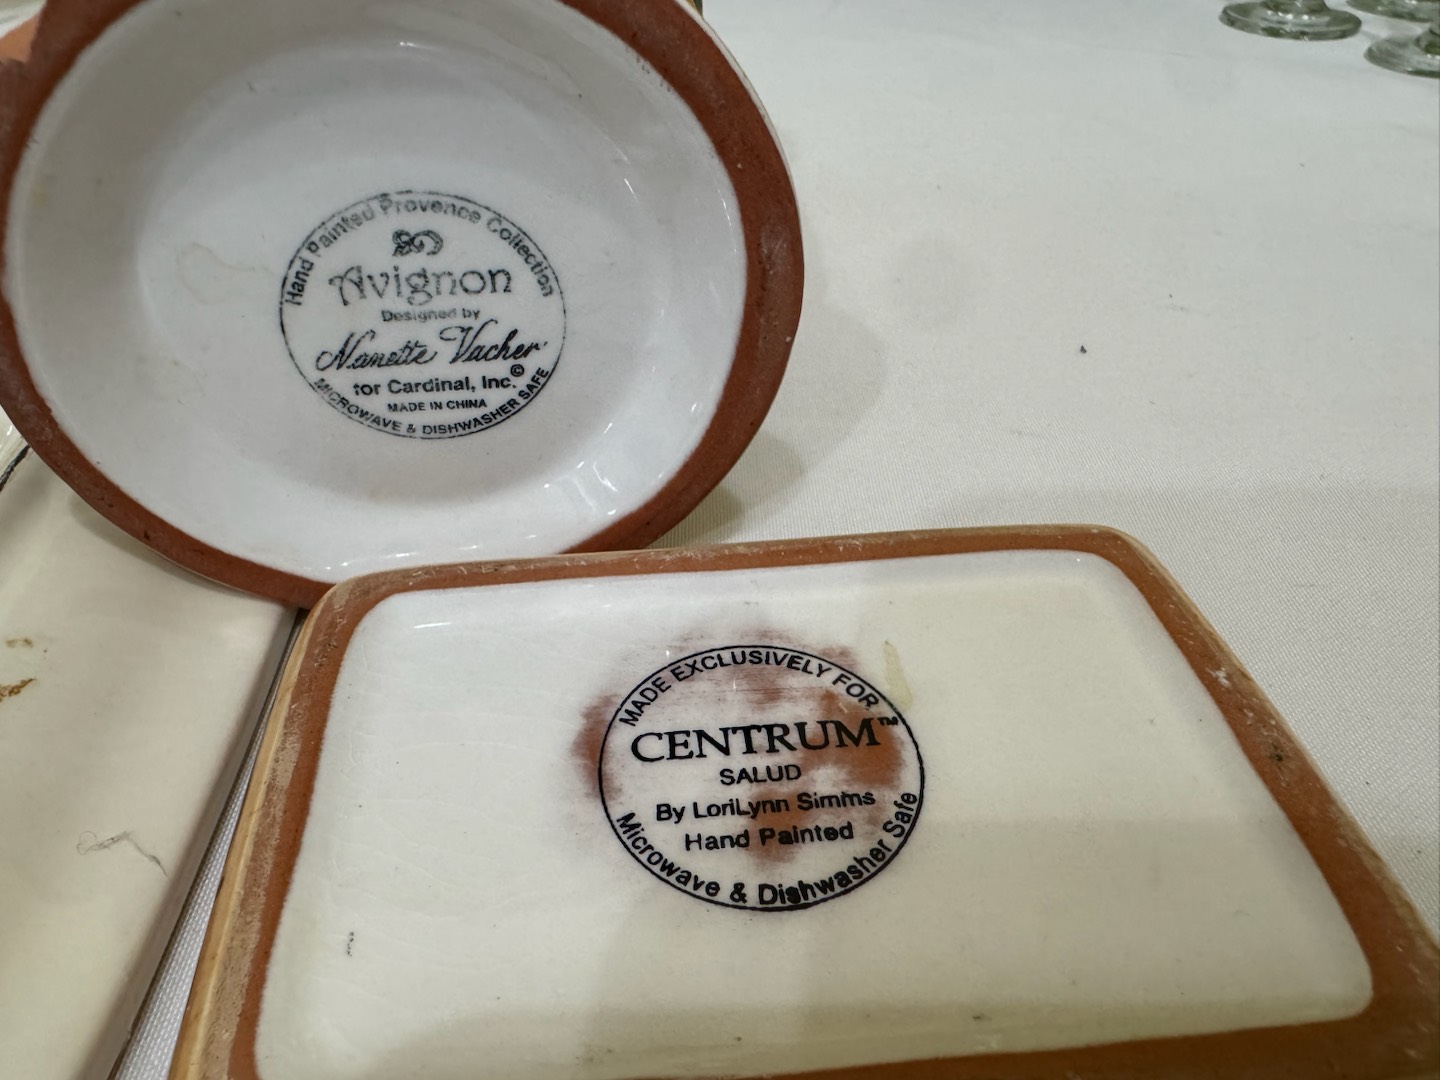 Hand Painted Provence Collection
Avignon
Designed by
Nanette Vacher
for Cardinal, Inc.©
MADE IN CHINA
MICROWAVE & DISHWASHER SAFE
MADE EXCLUSIVELY FOR
CENTRUM™
SALUD
By LoriLynn Simms
Hand Painted
Microwave & Dishwasher Safe